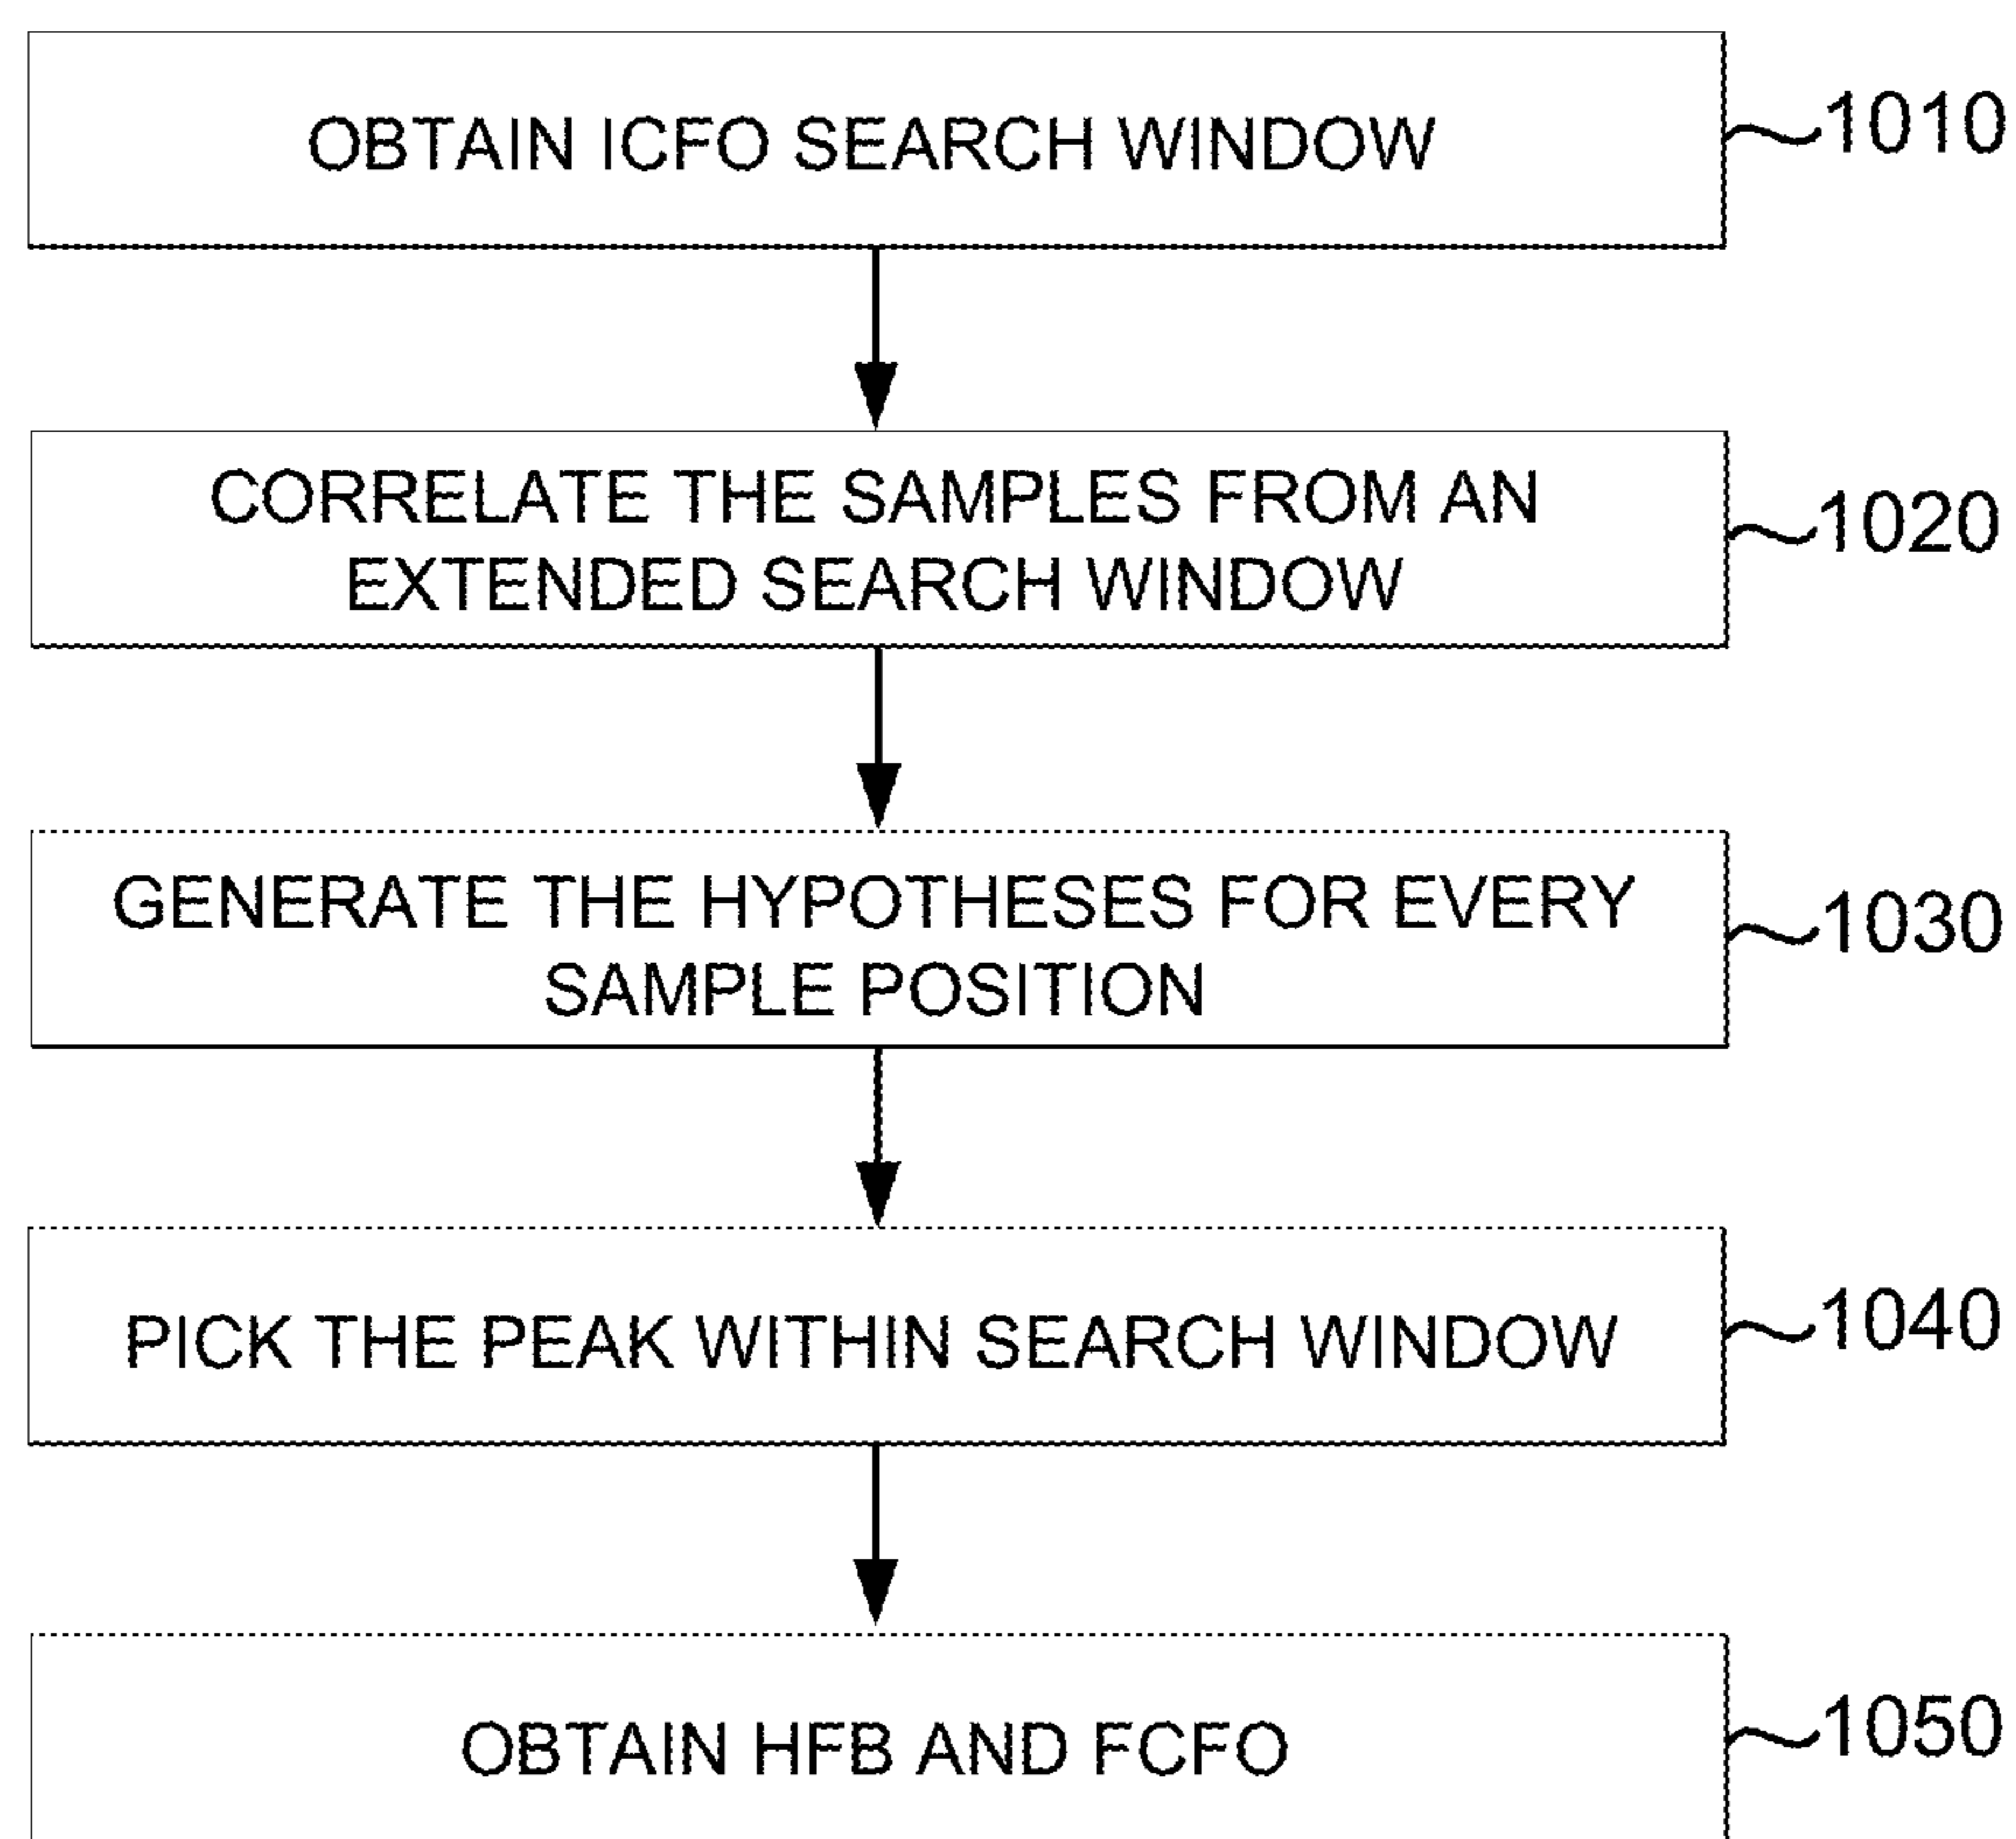 OBTAIN ICFO SEARCH WINDOW
1010
CORRELATE THE SAMPLES FROM AN
EXTENDED SEARCH WINDOW
1020
GENERATE THE HYPOTHESES FOR EVERY
SAMPLE POSITION
1030
PICK THE PEAK WITHIN SEARCH WINDOW
1040
OBTAIN HFB AND FCFO
1050